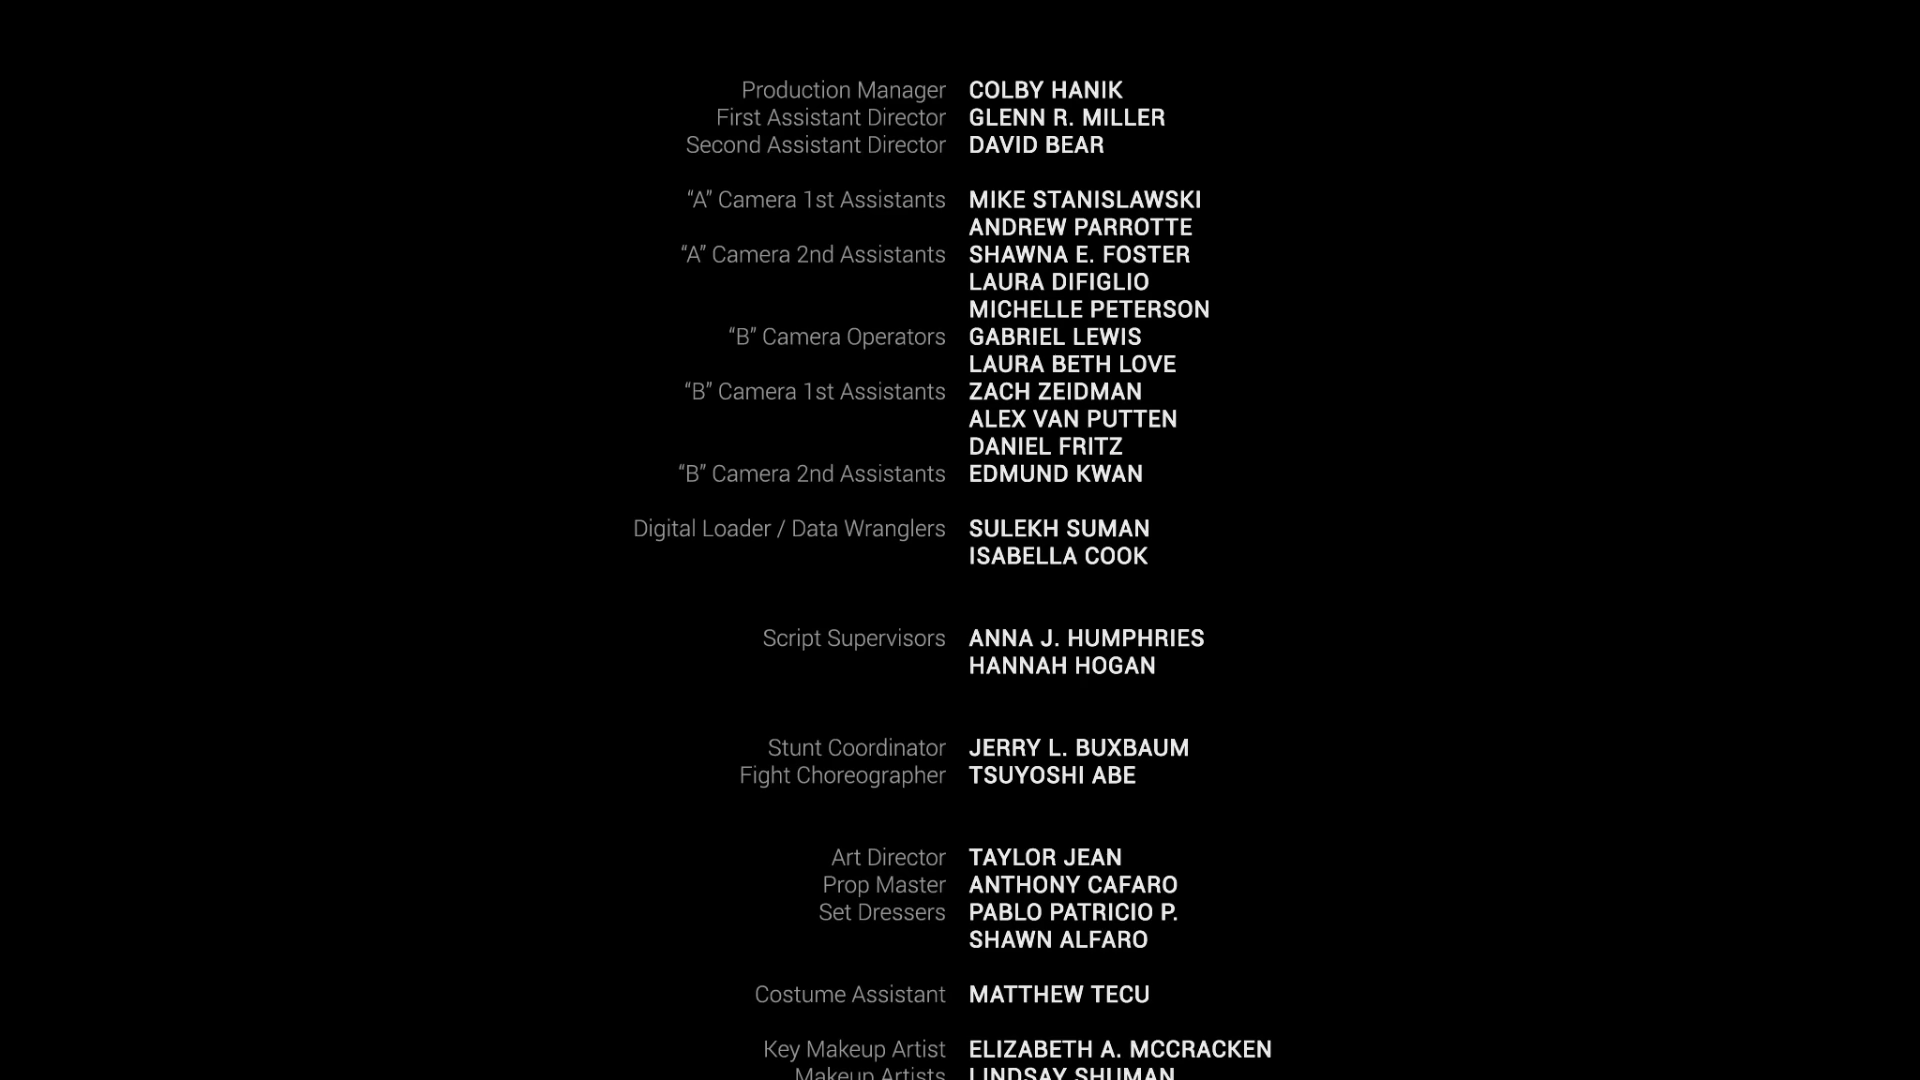 Production Manager COLBY HANIK
First Assistant Director GLENN R. MILLER
Second Assistant Director DAVID BEAR
“A” Camera 1st Assistants MIKE STANISLAWSKI
ANDREW PARROTTE
“A” Camera 2nd Assistants SHAWNA E. FOSTER
LAURA DIFIGLIO
MICHELLE PETERSON
“B” Camera Operators GABRIEL LEWIS
LAURA BETH LOVE
“B” Camera 1st Assistants ZACH ZEIDMAN
ALEX VAN PUTTEN
DANIEL FRITZ
“B” Camera 2nd Assistants EDMUND KWAN
Digital Loader / Data Wranglers SULEKH SUMAN
ISABELLA COOK
Script Supervisors ANNA J. HUMPHRIES
HANNAH HOGAN
Stunt Coordinator JERRY L. BUXBAUM
Fight Choreographer TSUYOSHI ABE
Art Director TAYLOR JEAN
Prop Master ANTHONY CAFARO
Set Dressers PABLO PATRICIO P.
SHAWN ALFARO
Costume Assistant MATTHEW TECU
Key Makeup Artist ELIZABETH A. MCCRACKEN
Makeup Artists LINDSAY SHUMAN